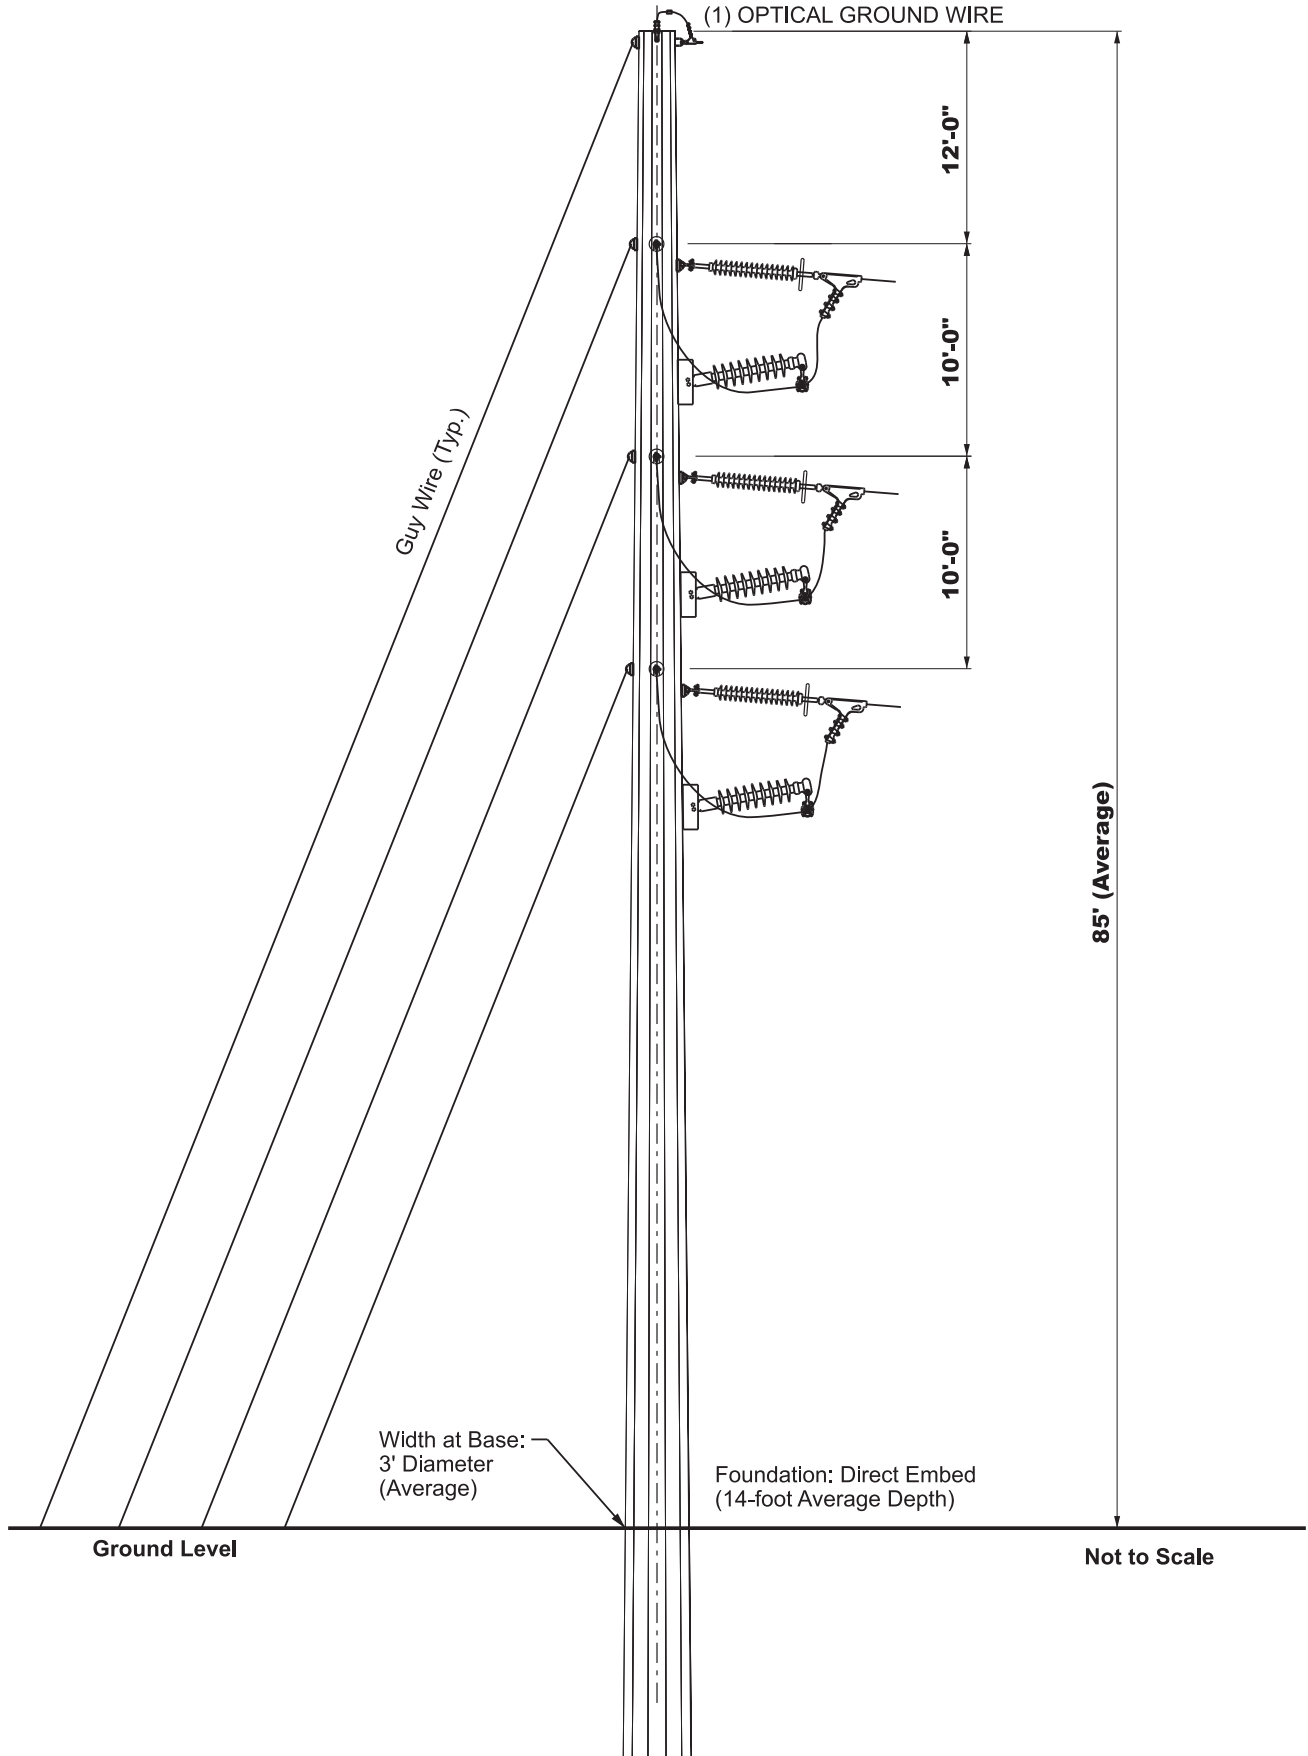 (1) OPTICAL GROUND WIRE
12'-0"
10'-0"
Guy Wire (Typ.)
10'-0"
85' (Average)
Width at Base:
3' Diameter
(Average)
Foundation: Direct Embed
(14-foot Average Depth)
Ground Level
Not to Scale